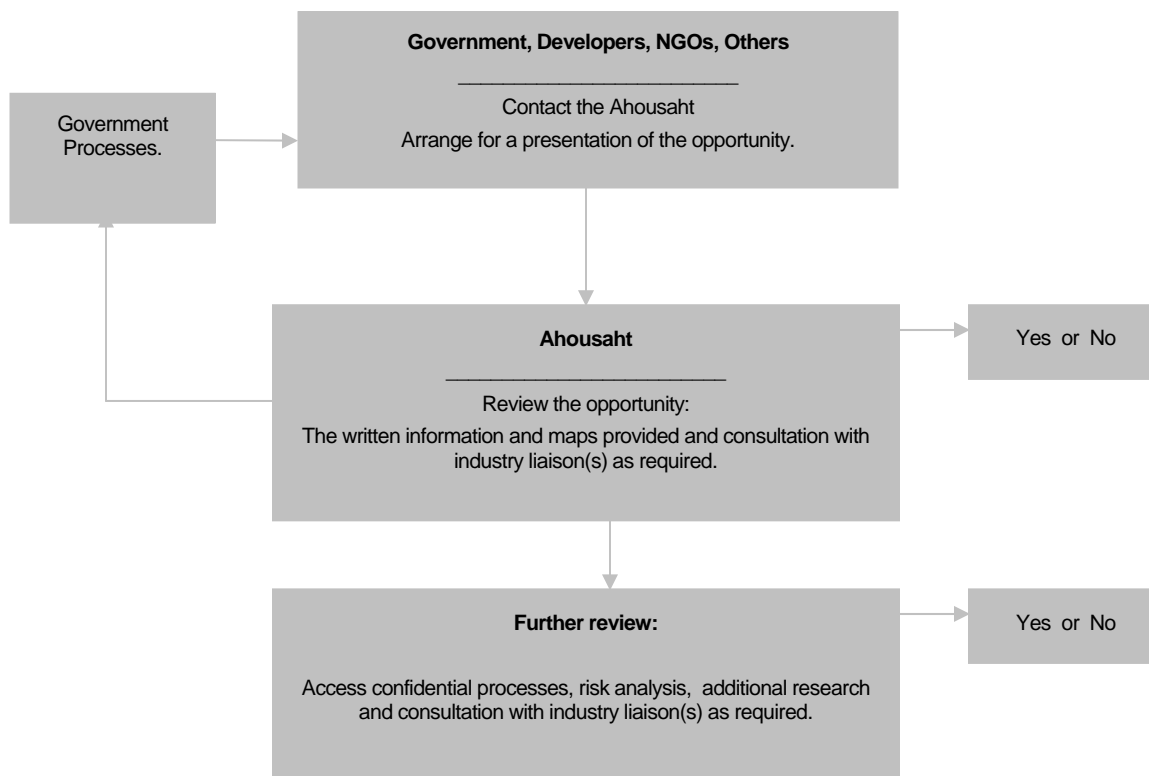 Government, Developers, NGOs, Others
Contact the Ahousaht
Arrange for a presentation of the opportunity.
Government
Processes.
Ahousaht
Review the opportunity:
The written information and maps provided and consultation with
industry liaison(s) as required.
Yes or No
Further review:
Access confidential processes, risk analysis, additional research
and consultation with industry liaison(s) as required.
Yes or No